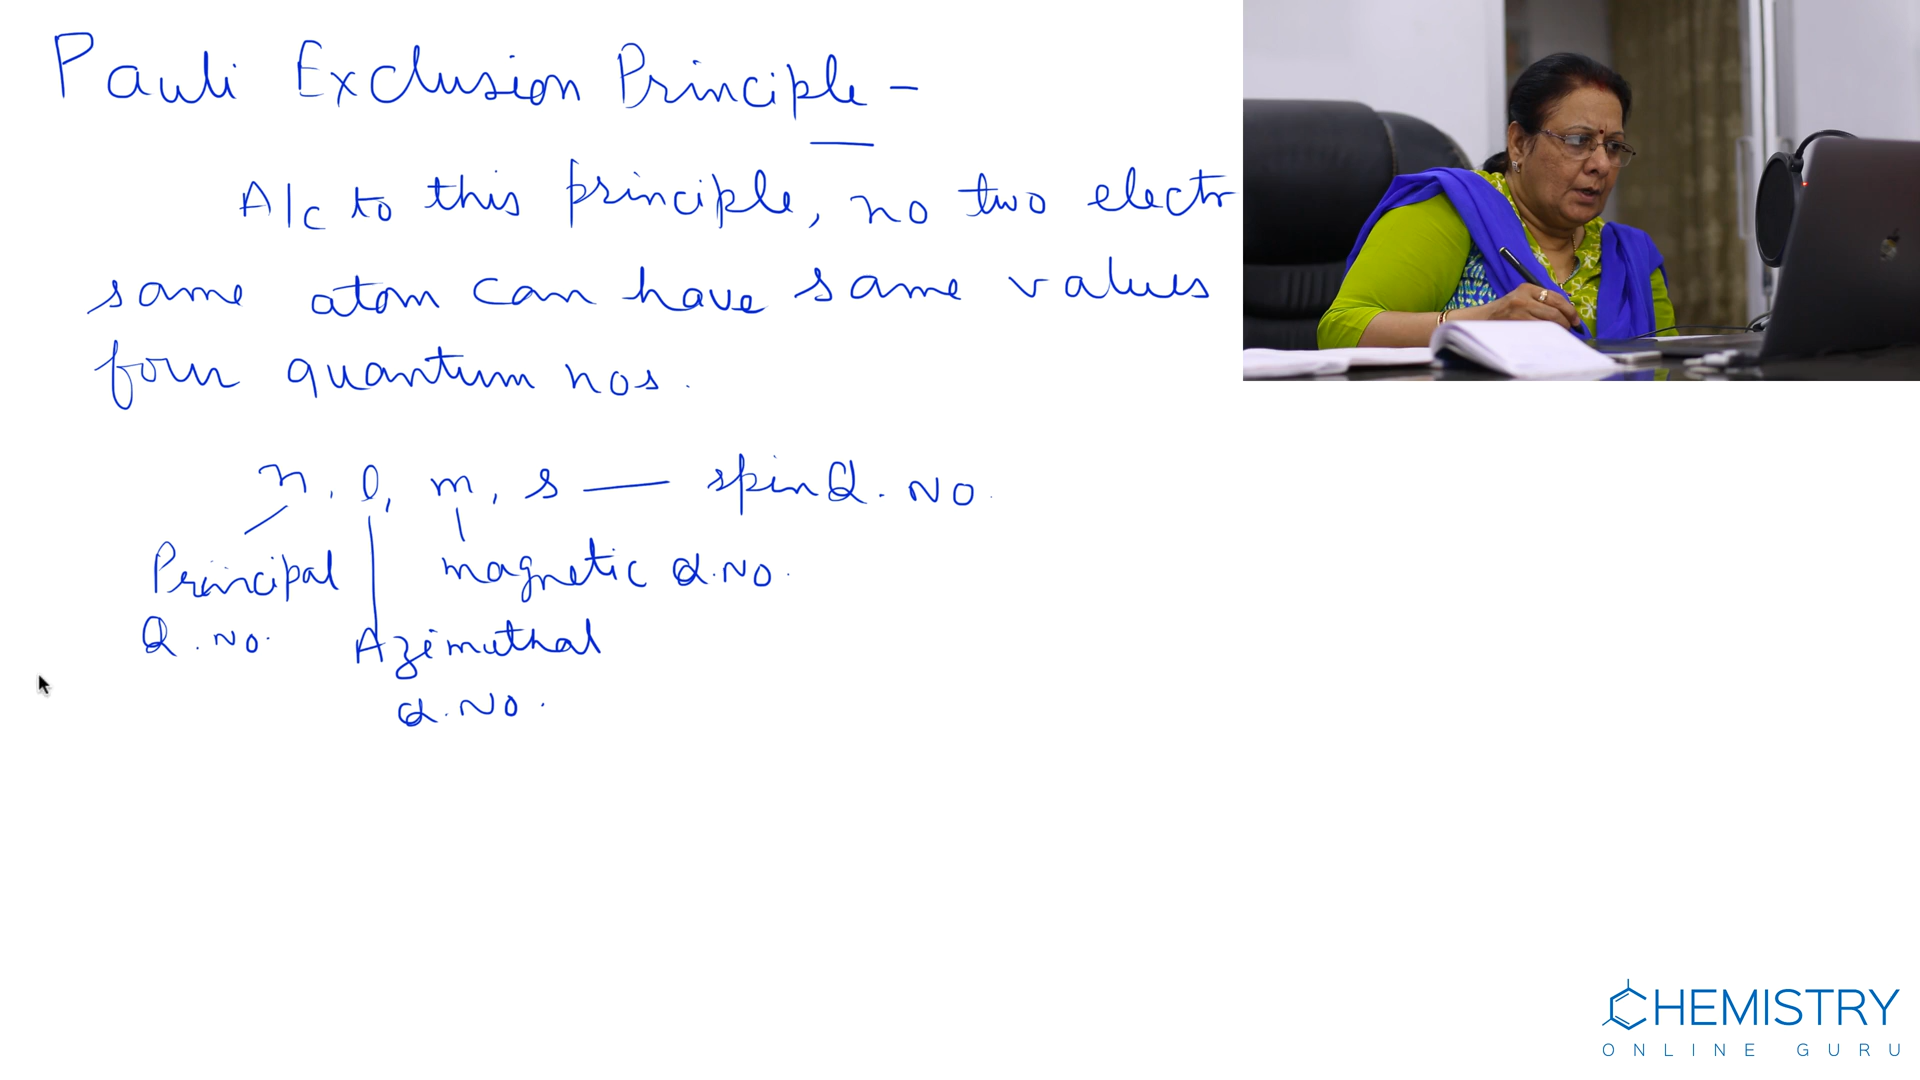 Pauli Exclusion Principle -
A/c to this principle, no two electr
same atom can have same values
four quantum nos.
n, l, m, s — spin Q. No.
Principal magnetic Q.No.
Q. No. Azimuthal
Q. No.
CHEMISTRY
ONLINE GURU